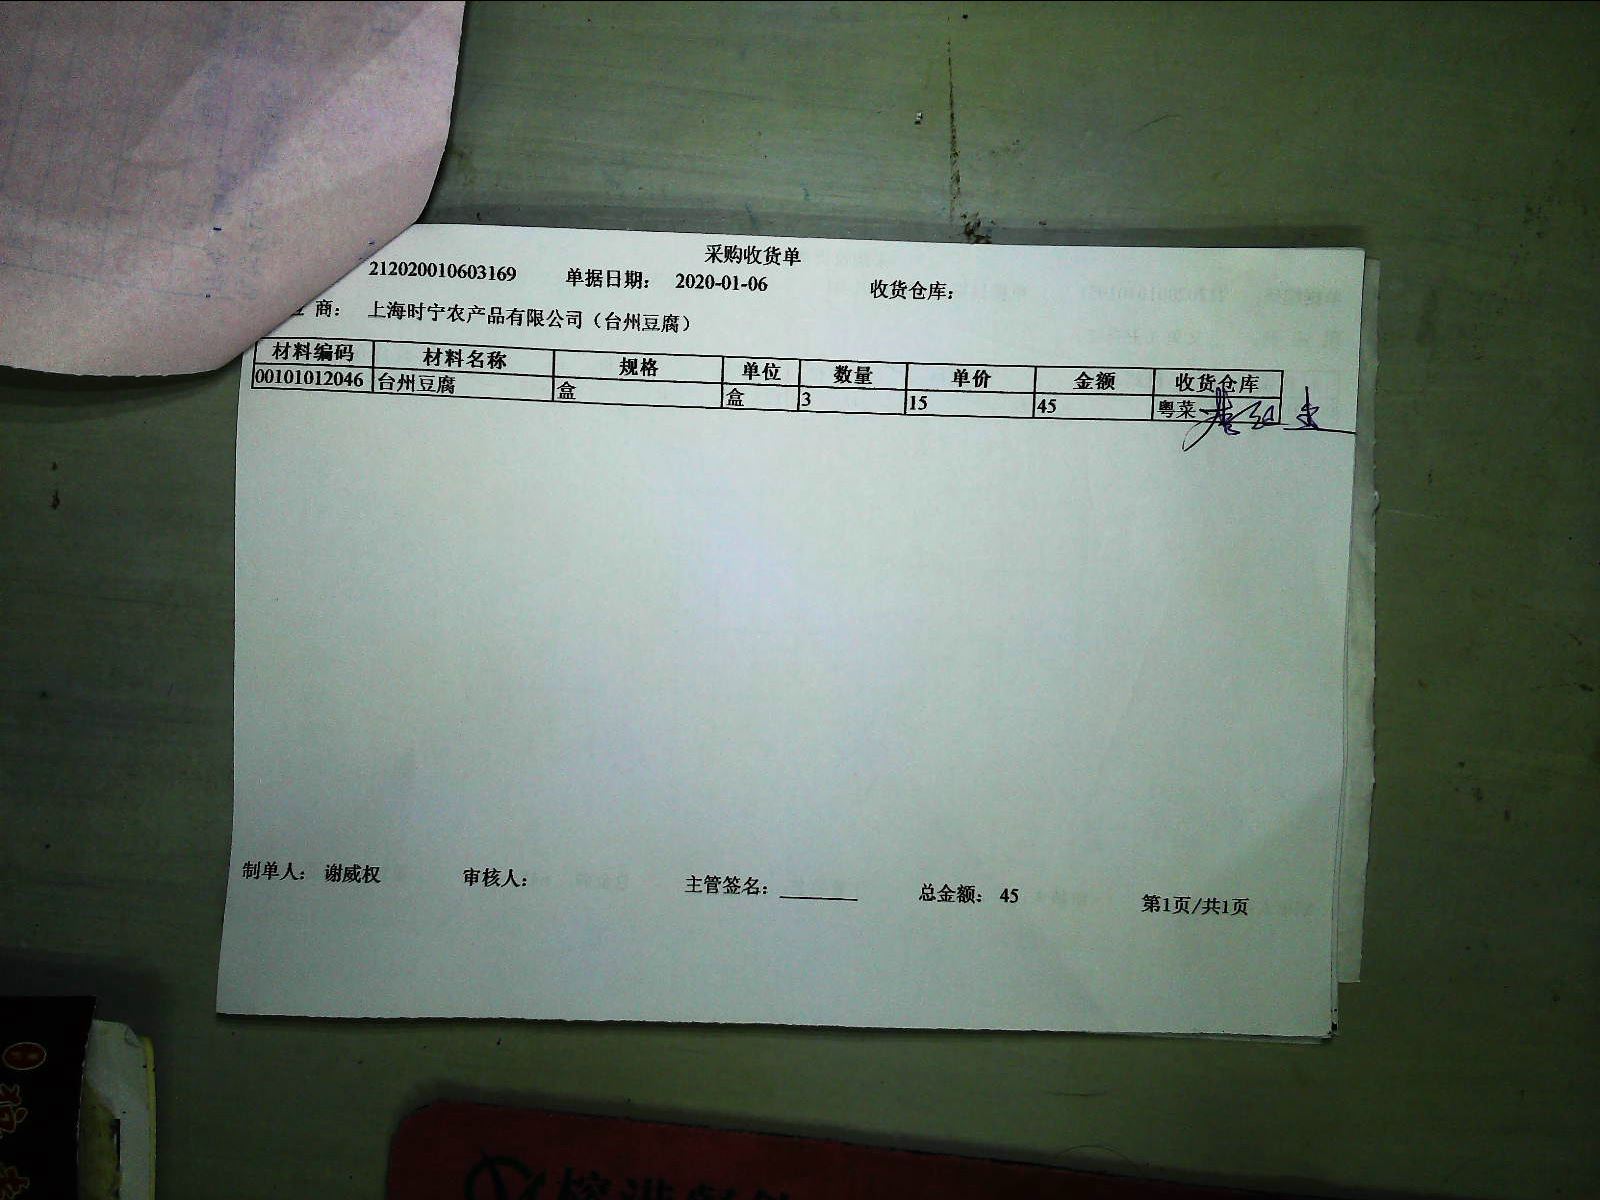 采购收货单
212020010603169 单据日期: 2020-01-06 收货仓库:
商: 上海时宁农产品有限公司（台州豆腐）
材料编码 材料名称 规格 单位 数量 单价 金额 收货仓库
00101012046 台州豆腐 盒 盒 3 15 45 粤菜
制单人: 谢威权 审核人: 主管签名: 总金额: 45 第1页/共1页